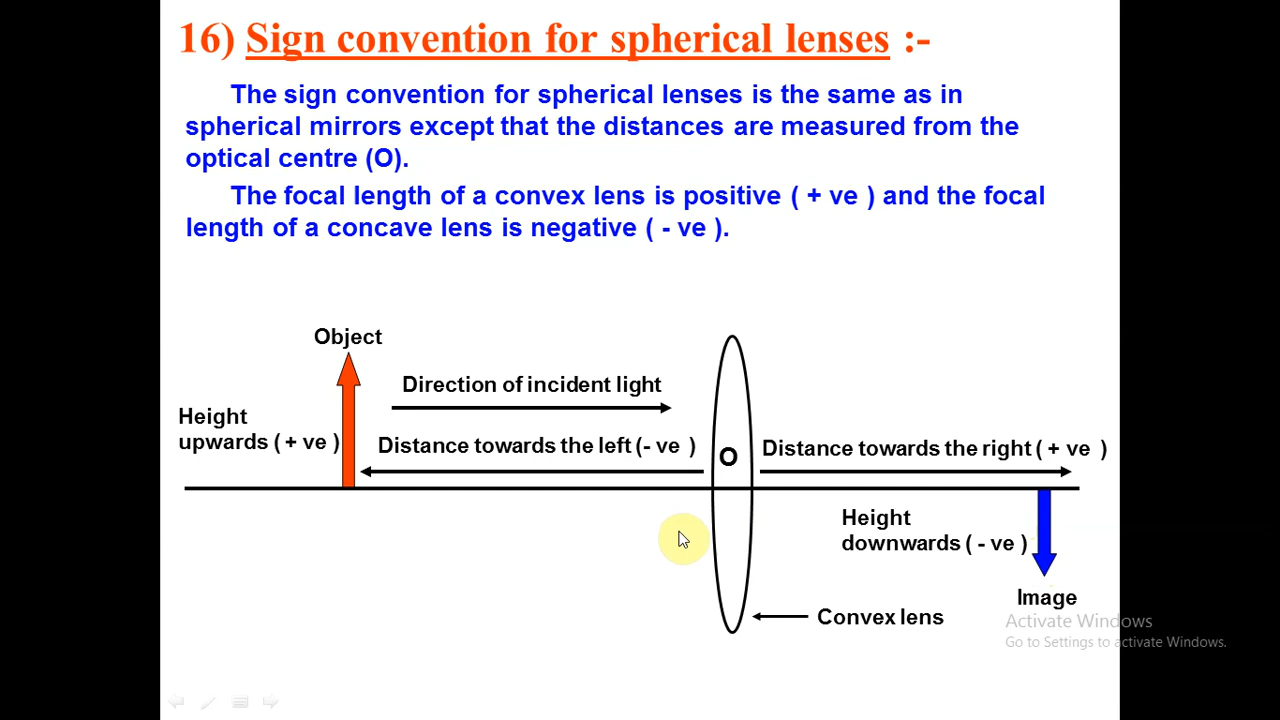 16) Sign convention for spherical lenses :-
The sign convention for spherical lenses is the same as in
spherical mirrors except that the distances are measured from the
optical centre (O).
The focal length of a convex lens is positive ( + ve ) and the focal
length of a concave lens is negative ( - ve ).
Object
Direction of incident light
Height
upwards ( + ve )
Distance towards the left (- ve )
O
Distance towards the right ( + ve )
Height
downwards ( - ve )
Image
Convex lens
Activate Windows
Go to Settings to activate Windows.